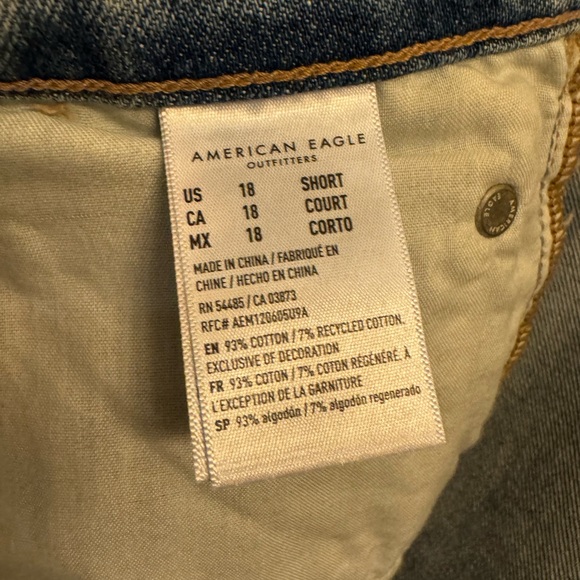 AMERICAN EAGLE
OUTFITTERS
US 18 SHORT
CA 18 COURT
MX 18 CORTO
MADE IN CHINA / FABRIQUÉ EN
CHINE / HECHO EN CHINA
RN 54485 / CA 03873
RFC# AEM120605U9A
EN 93% COTTON / 7% RECYCLED COTTON.
EXCLUSIVE OF DECORATION
FR 93% COTON / 7% COTON RÉGÉNÉRÉ. À
L'EXCEPTION DE LA GARNITURE
SP 93% algodón / 7% algodón regenerado
AMERICAN EAGLE